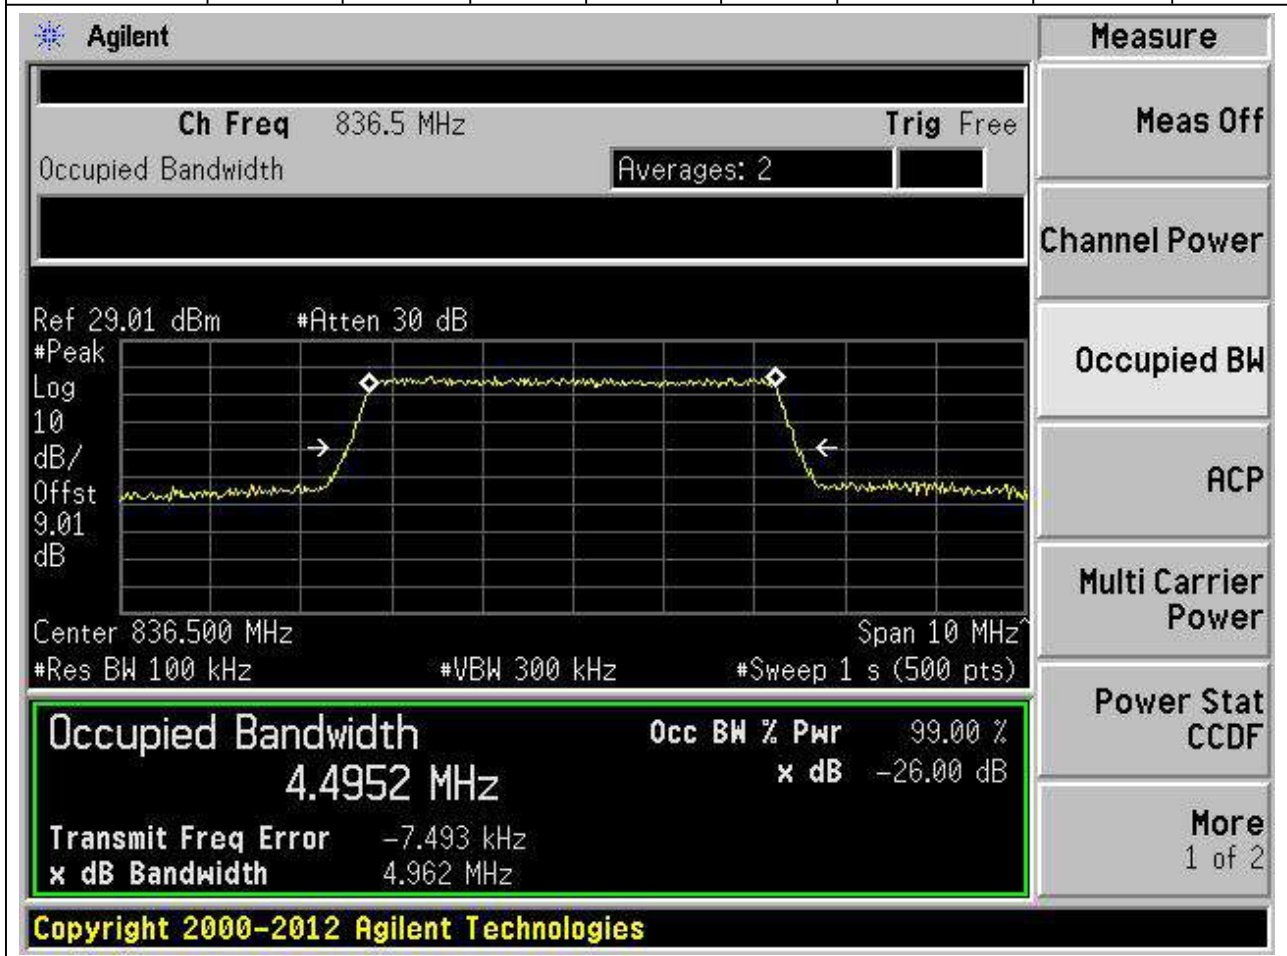 Agilent
Measure
Ch Freq 836.5 MHz Trig Free
Meas Off
Occupied Bandwidth Averages: 2
Channel Power
Ref 29.01 dBm #Atten 30 dB
#Peak
Log
10
dB/
Offst
9.01
dB
Occupied BW
ACP
Multi Carrier
Power
Center 836.500 MHz Span 10 MHz^
#Res BW 100 kHz #VBW 300 kHz #Sweep 1 s (500 pts)
Occupied Bandwidth Occ BW % Pwr 99.00 %
4.4952 MHz x dB -26.00 dB
Power Stat
CCDF
Transmit Freq Error -7.493 kHz
x dB Bandwidth 4.962 MHz
More
1 of 2
Copyright 2000-2012 Agilent Technologies